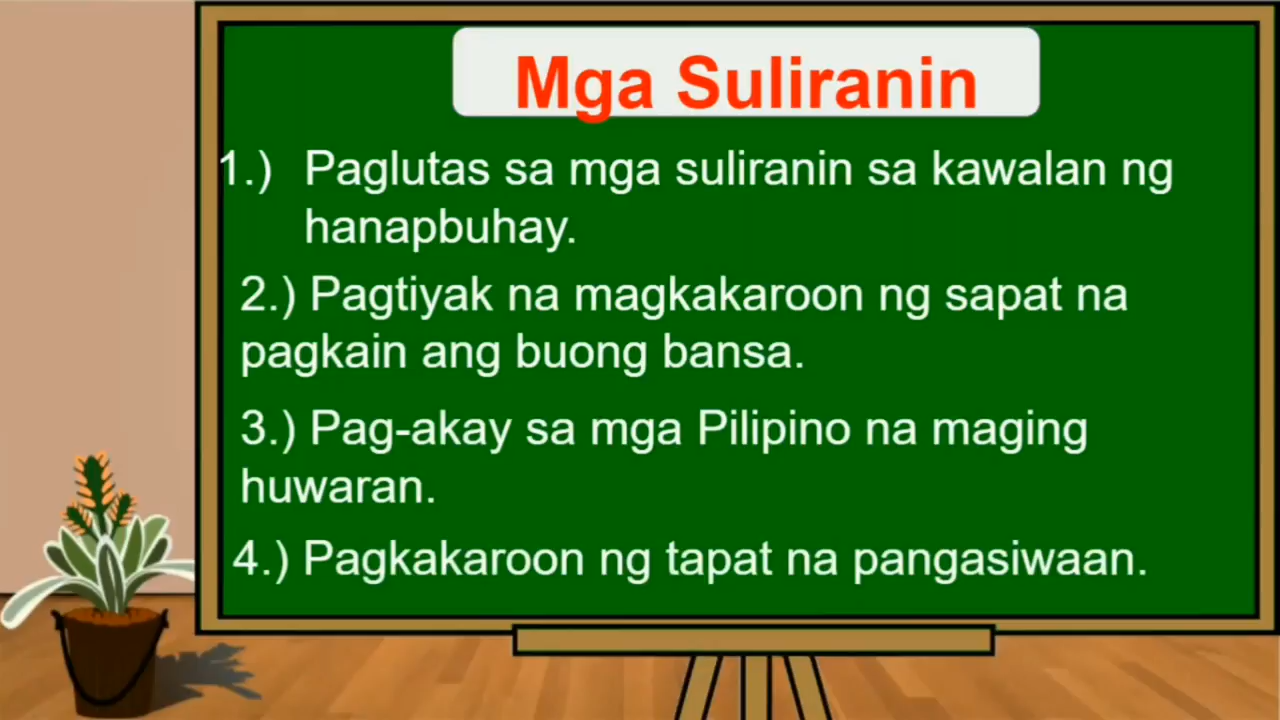 Mga Suliranin
1.) Paglutas sa mga suliranin sa kawalan ng
hanapbuhay.
2.) Pagtiyak na magkakaroon ng sapat na
pagkain ang buong bansa.
3.) Pag-akay sa mga Pilipino na maging
huwaran.
4.) Pagkakaroon ng tapat na pangasiwaan.